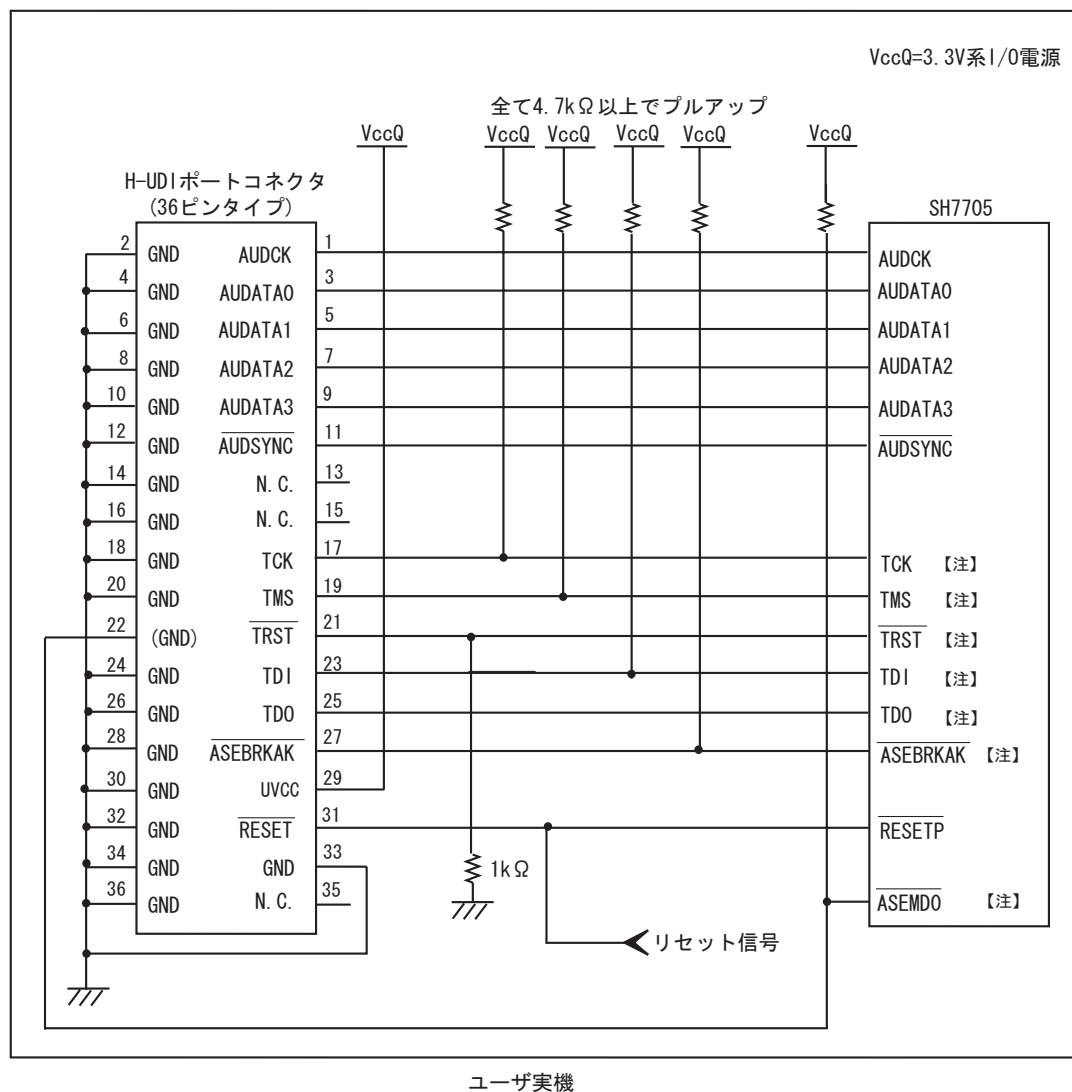 VccQ=3.3V系I/O電源
全て4.7kΩ以上でプルアップ
VccQ VccQ VccQ VccQ VccQ VccQ
H-UDIポートコネクタ
(36ピンタイプ)
SH7705
2 GND AUDCK 1 AUDCK
4 GND AUDATA0 3 AUDATA0
6 GND AUDATA1 5 AUDATA1
8 GND AUDATA2 7 AUDATA2
10 GND AUDATA3 9 AUDATA3
12 GND AUDSYNC 11 AUDSYNC
14 GND N.C. 13
16 GND N.C. 15
18 GND TCK 17 TCK 【注】
20 GND TMS 19 TMS 【注】
22 (GND) TRST 21 TRST 【注】
24 GND TDI 23 TDI 【注】
26 GND TDO 25 TDO 【注】
28 GND ASEBRKAK 27 ASEBRKAK 【注】
30 GND UVCC 29
32 GND RESET 31 RESETP
34 GND GND 33
1kΩ
36 GND N.C. 35 ASEMD0 【注】
リセット信号
ユーザ実機